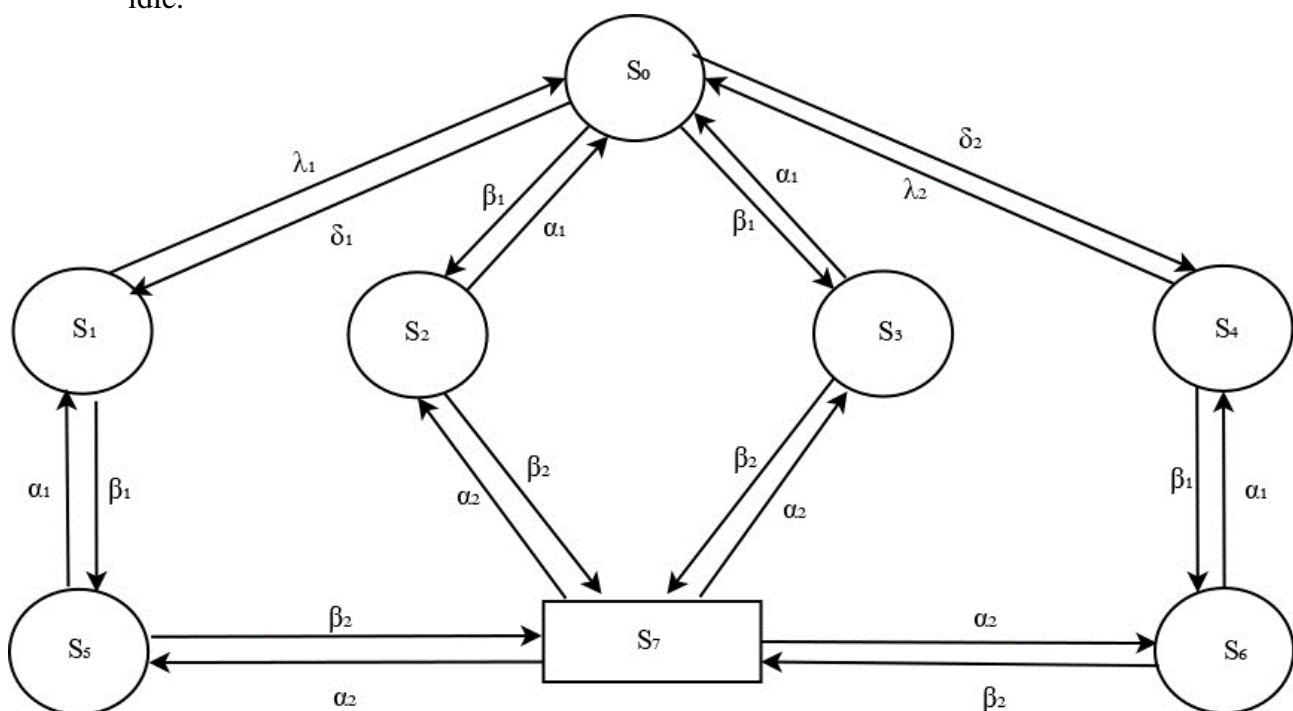 idle.
S₀
λ₁
δ₁
β₁
α₁
α₁
β₁
δ₂
λ₂
S₁
S₂
S₃
S₄
α₁
β₁
β₂
α₂
β₂
α₂
β₁
α₁
S₅
β₂
α₂
S₇
α₂
β₂
S₆